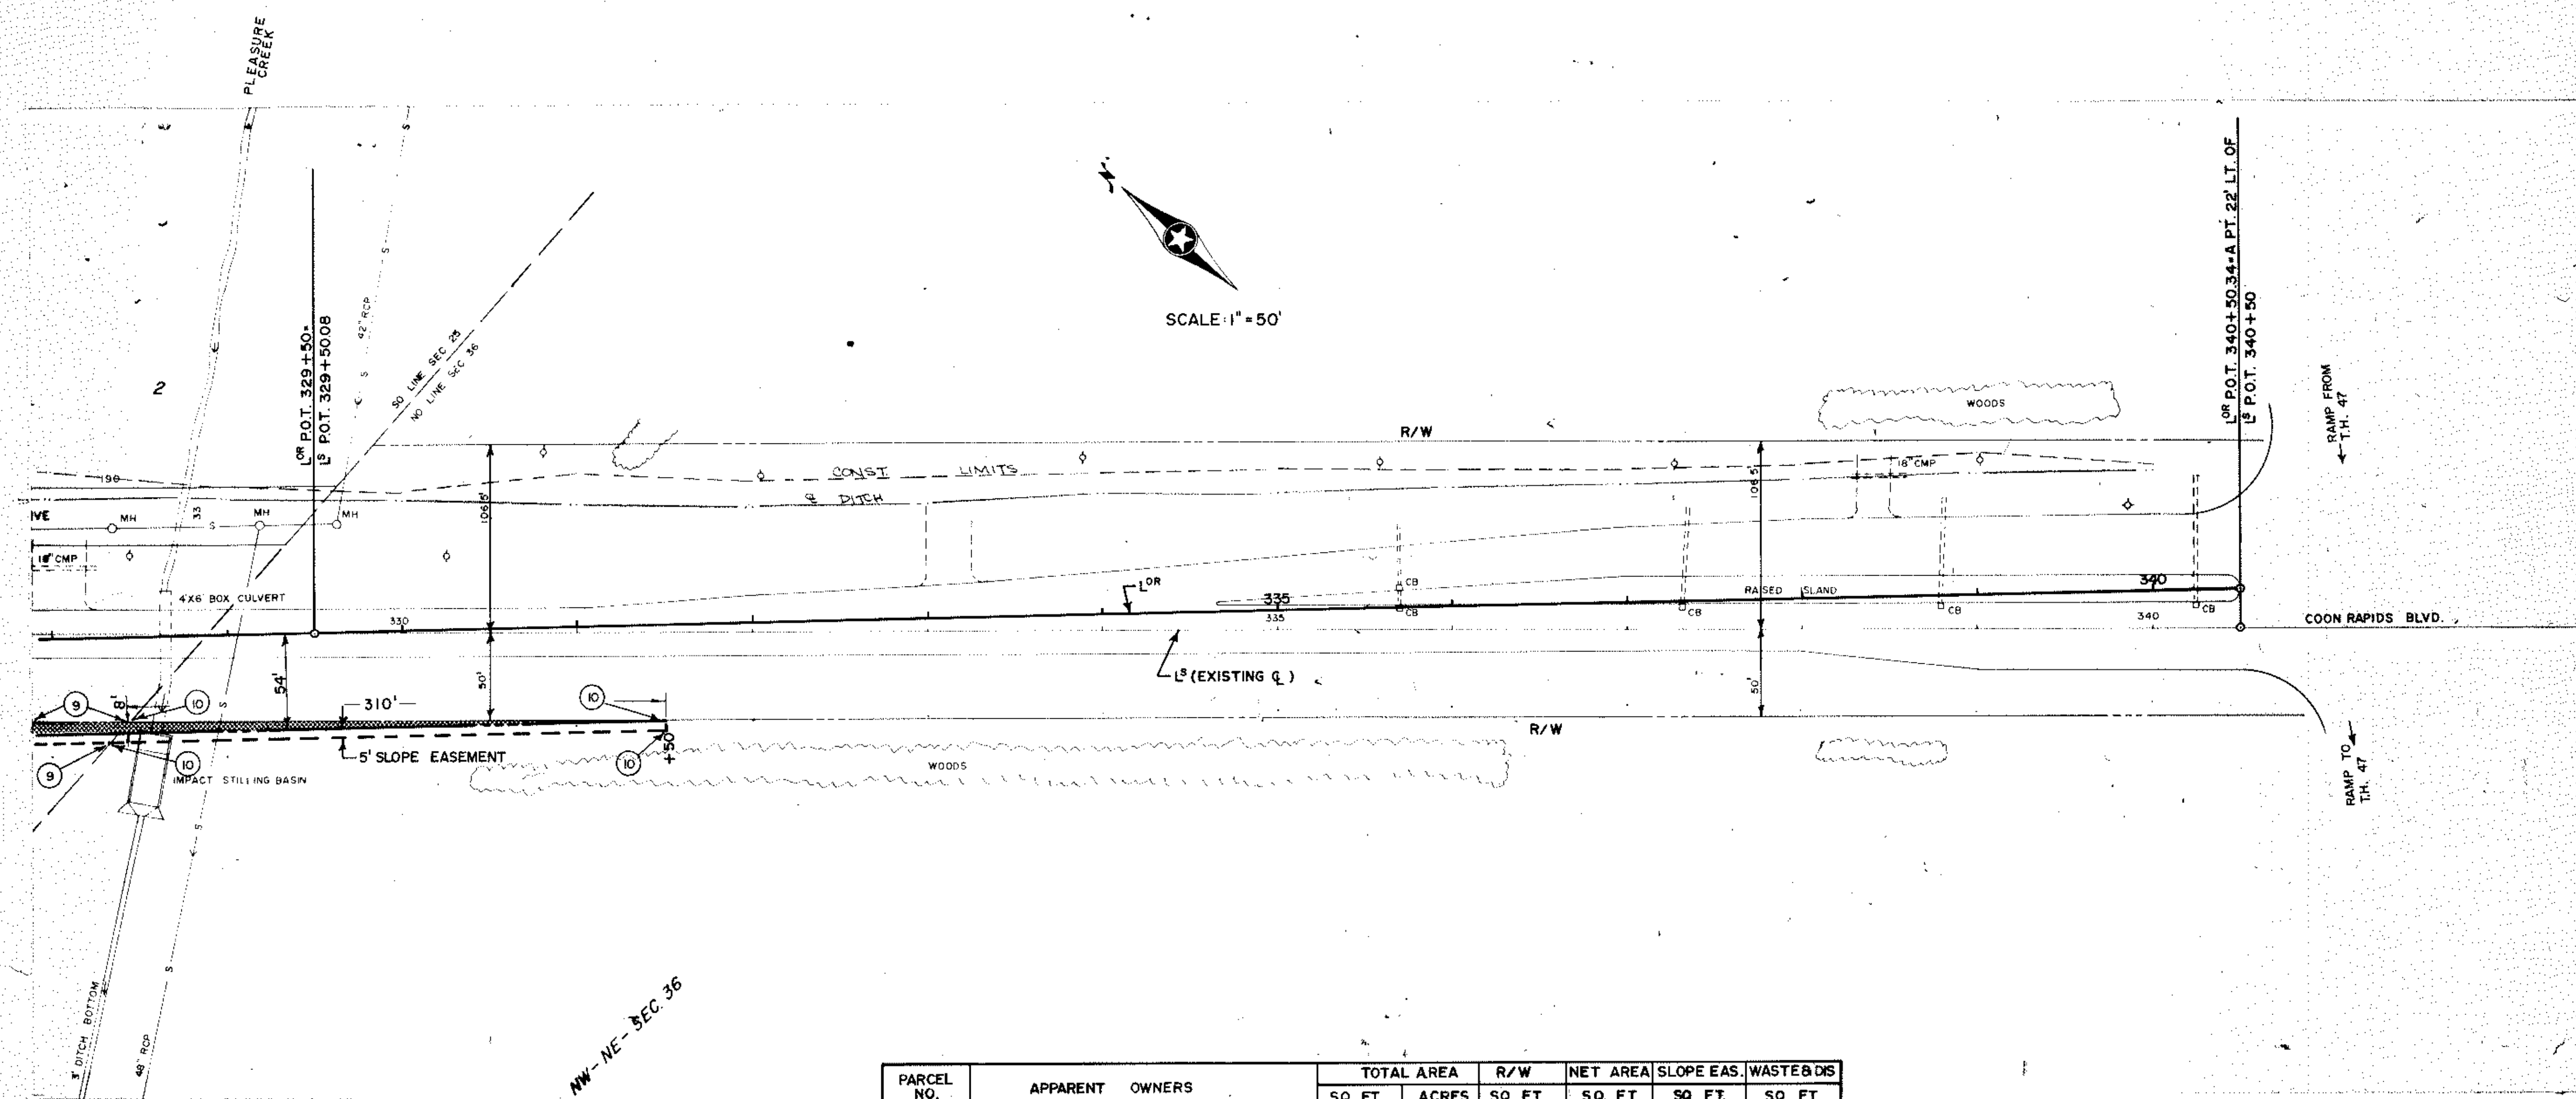 PLEASURE
CREEK
SCALE: 1" = 50'
2
L OR P.O.T. 329+50=
L S P.O.T. 329+50.08
42" RCP
S
S
S
SO LINE SEC 25
NO LINE SEC 36
L OR P.O.T. 340+50.34=A PT. 22' LT. OF
L S P.O.T. 340+50
RAMP FROM
T.H. 47
WOODS
R/W
CONST LIMITS
℄ DITCH
190
33
106.5'
106.5'
18" CMP
IVE
MH
S
MH
MH
18" CMP
4'X6' BOX CULVERT
L OR
CB
CB
CB
CB
CB
RAISED ISLAND
335
340
330
335
340
COON RAPIDS BLVD.
L S (EXISTING ℄)
54'
50'
50'
9
8'
10
310'
10
R/W
5' SLOPE EASEMENT
9
10
10
+50
IMPACT STILLING BASIN
WOODS
RAMP TO
T.H. 47
S
S
S
3' DITCH BOTTOM
48" RCP
NW-NE-SEC. 36
PARCEL NO. APPARENT OWNERS TOTAL AREA R/W NET AREA SLOPE EAS. WASTE & DIS
SQ. FT. ACRES SQ. FT. SQ. FT. SQ. FT. SQ. FT.